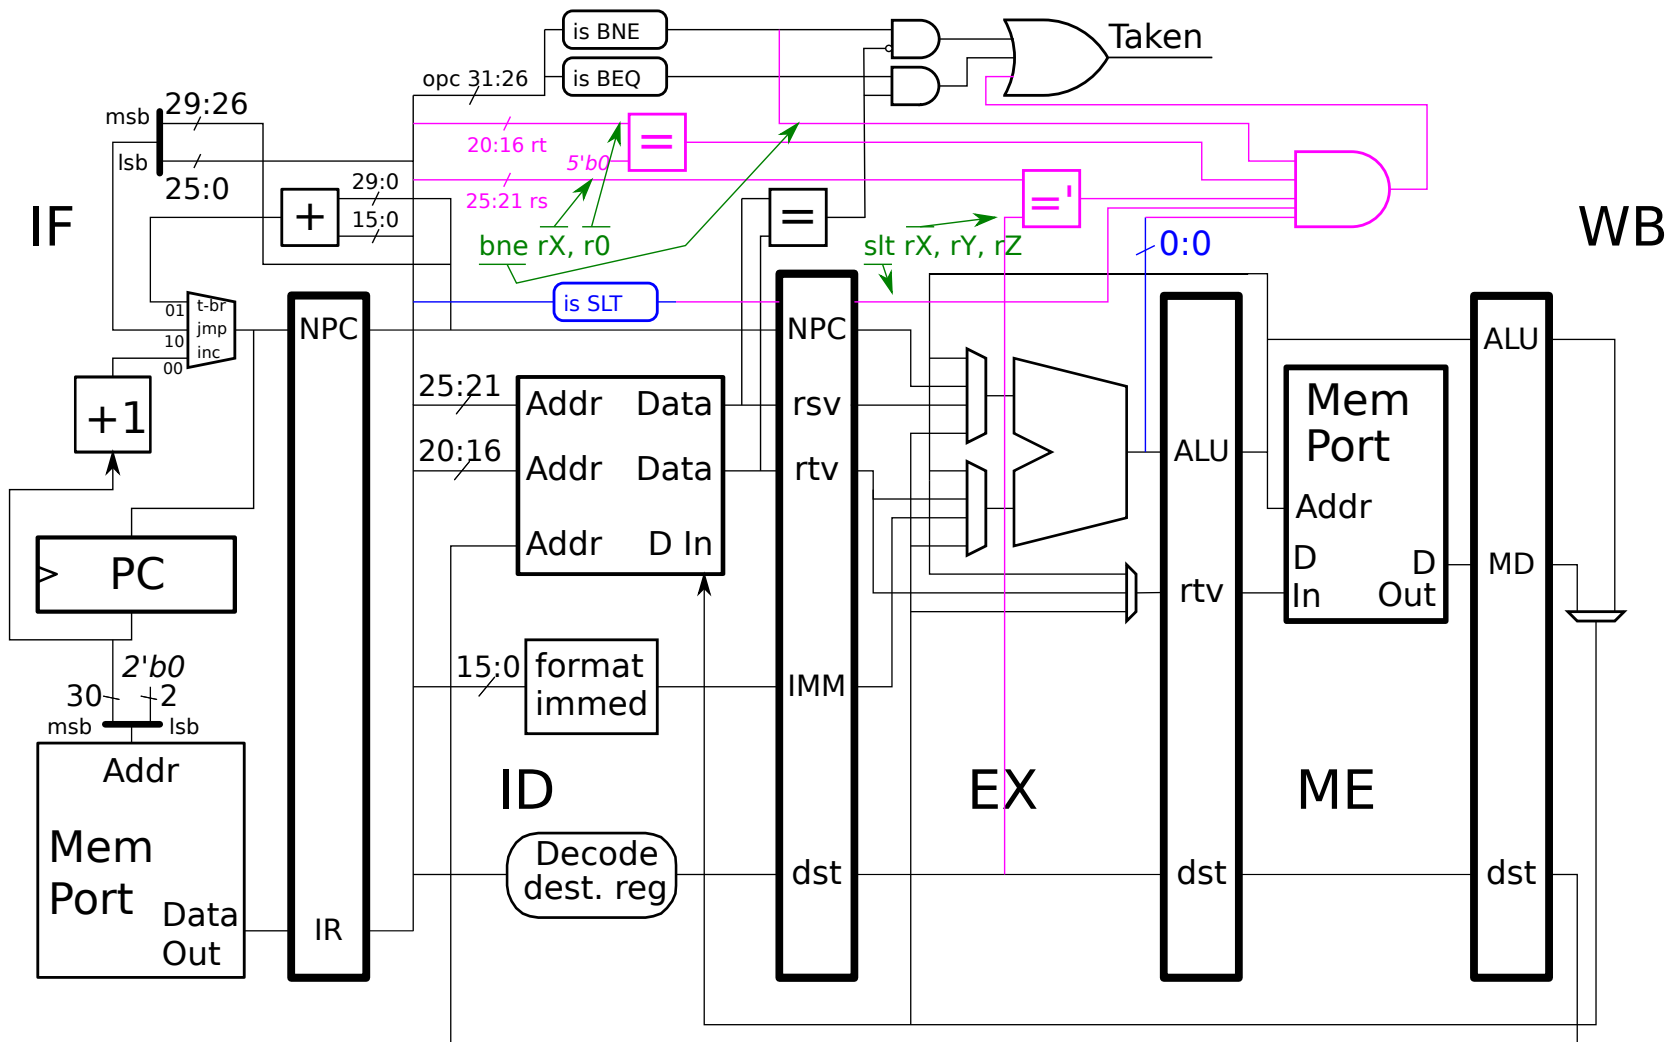 is BNE
Taken
opc 31:26
is BEQ
msb
29:26
20:16 rt
=
lsb
5'b0
25:0
29:0
25:21 rs
='
IF
+
15:0
=
WB
bne rX, r0
slt rX, rY, rZ
0:0
is SLT
01
t-br
jmp
10
inc
00
NPC
NPC
ALU
+1
25:21
Addr
Data
rsv
Mem
Port
20:16
Addr
Data
rtv
ALU
Addr
Addr
D In
D
In
D
Out
MD
PC
rtv
2'b0
30
2
msb
lsb
15:0
format
immed
IMM
Addr
ID
EX
ME
Mem
Port
Decode
dest. reg
dst
dst
dst
Data
Out
IR